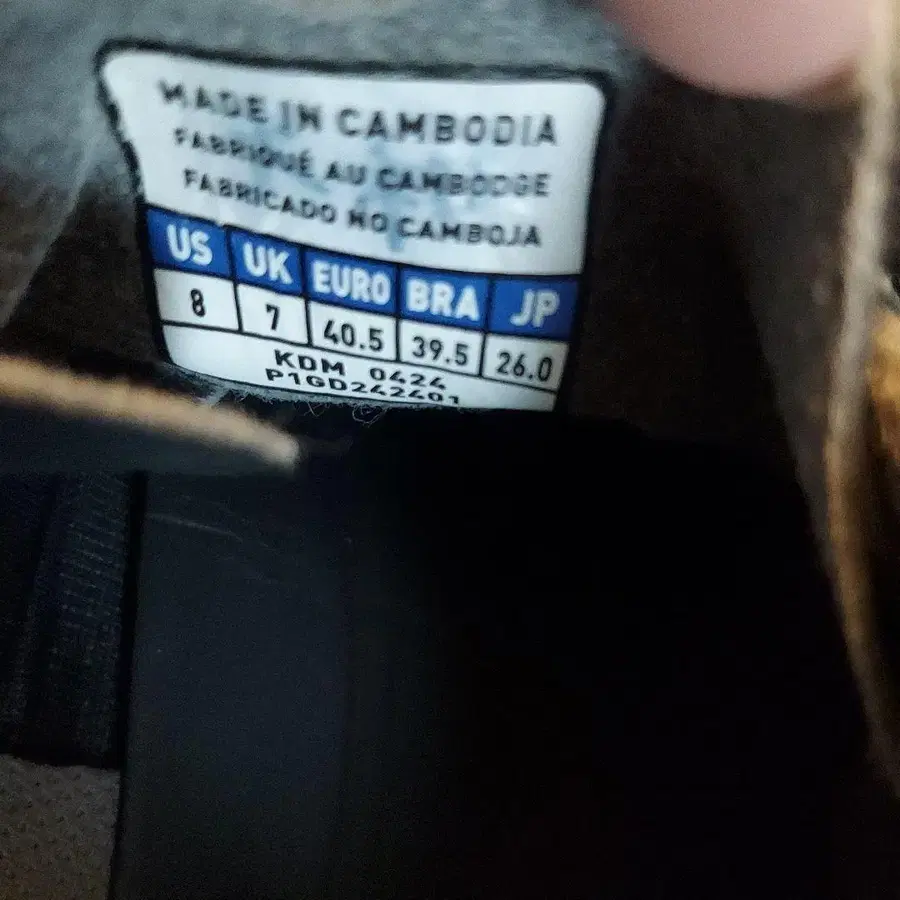 MADE IN CAMBODIA
FABRIQUÉ AU CAMBODGE
FABRICADO NO CAMBOJA
US UK EURO BRA JP
8 7 40.5 39.5 26.0
KDM 0424
P1GD242401